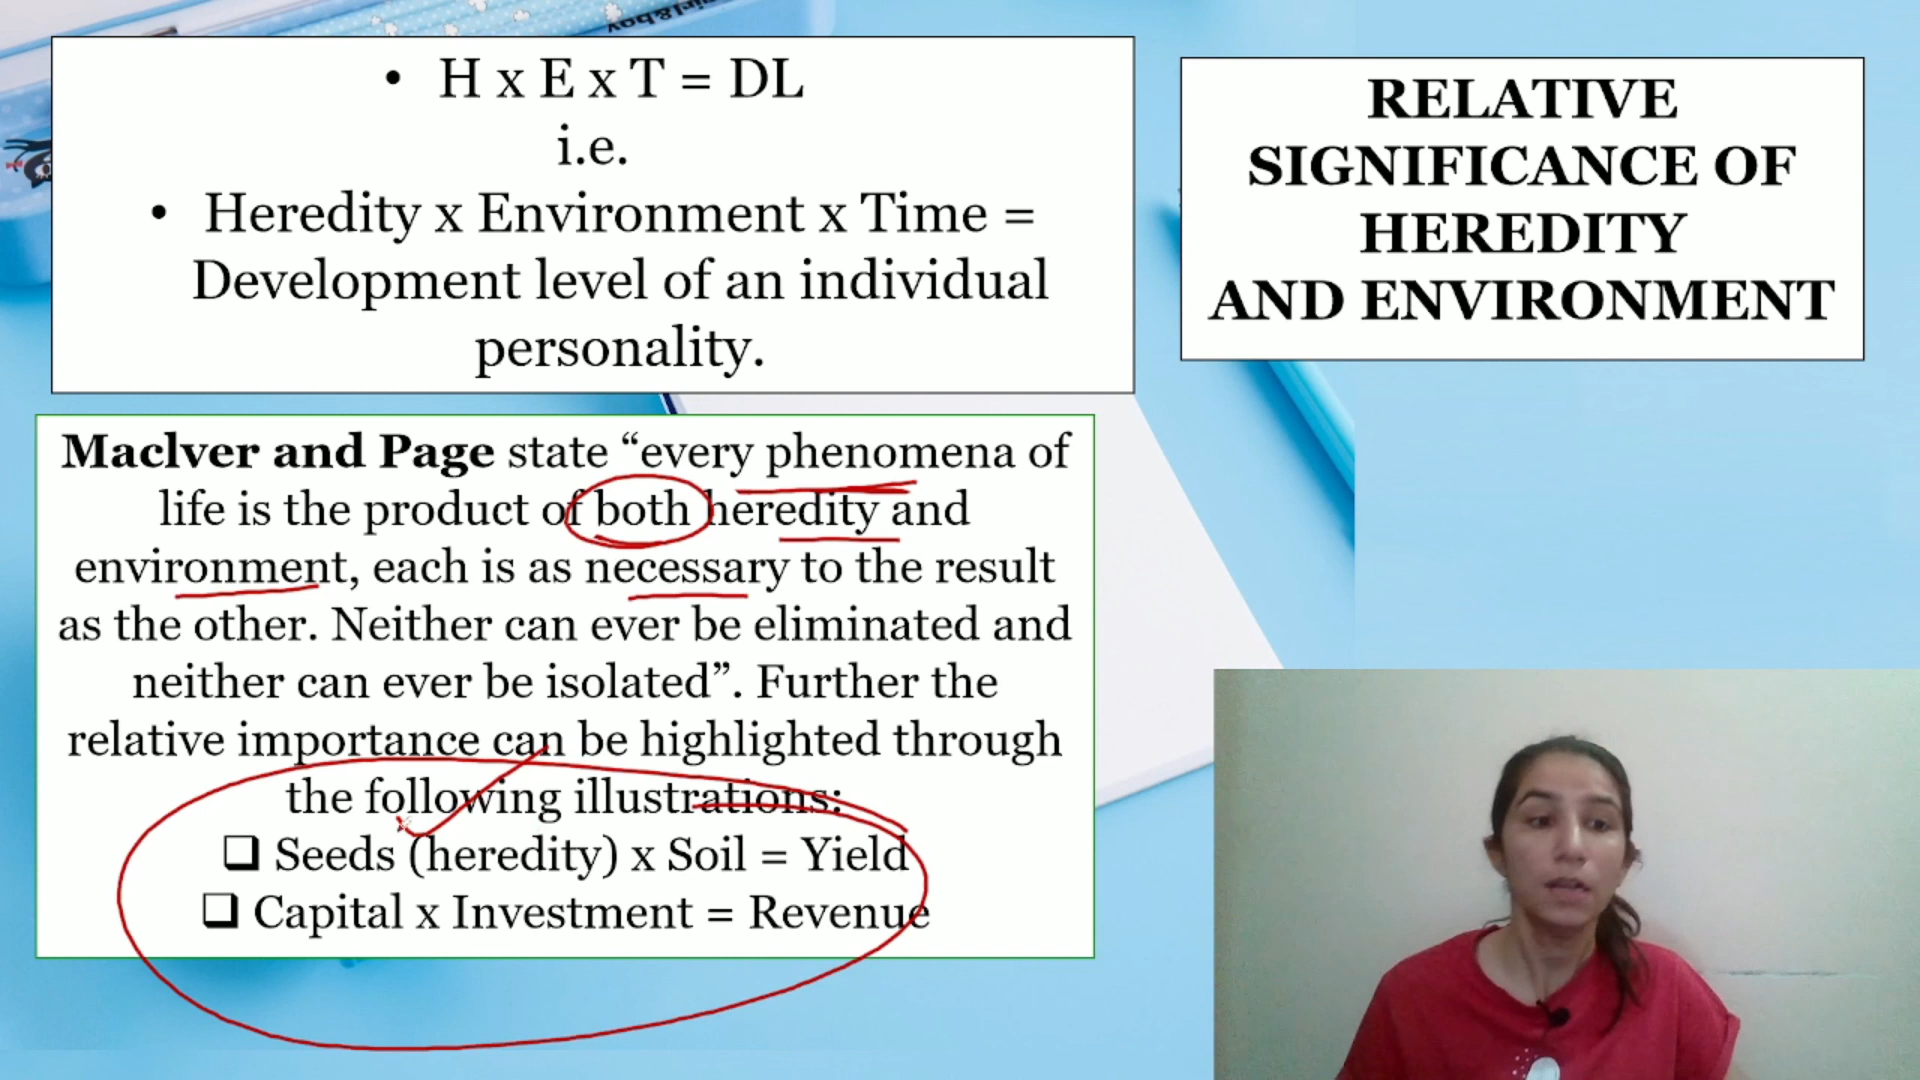 • H x E x T = DL
i.e.
• Heredity x Environment x Time =
Development level of an individual
personality.
RELATIVE
SIGNIFICANCE OF
HEREDITY
AND ENVIRONMENT
Maclver and Page state “every phenomena of
life is the product of both heredity and
environment, each is as necessary to the result
as the other. Neither can ever be eliminated and
neither can ever be isolated”. Further the
relative importance can be highlighted through
the following illustrations:
❑ Seeds (heredity) x Soil = Yield
❑ Capital x Investment = Revenue